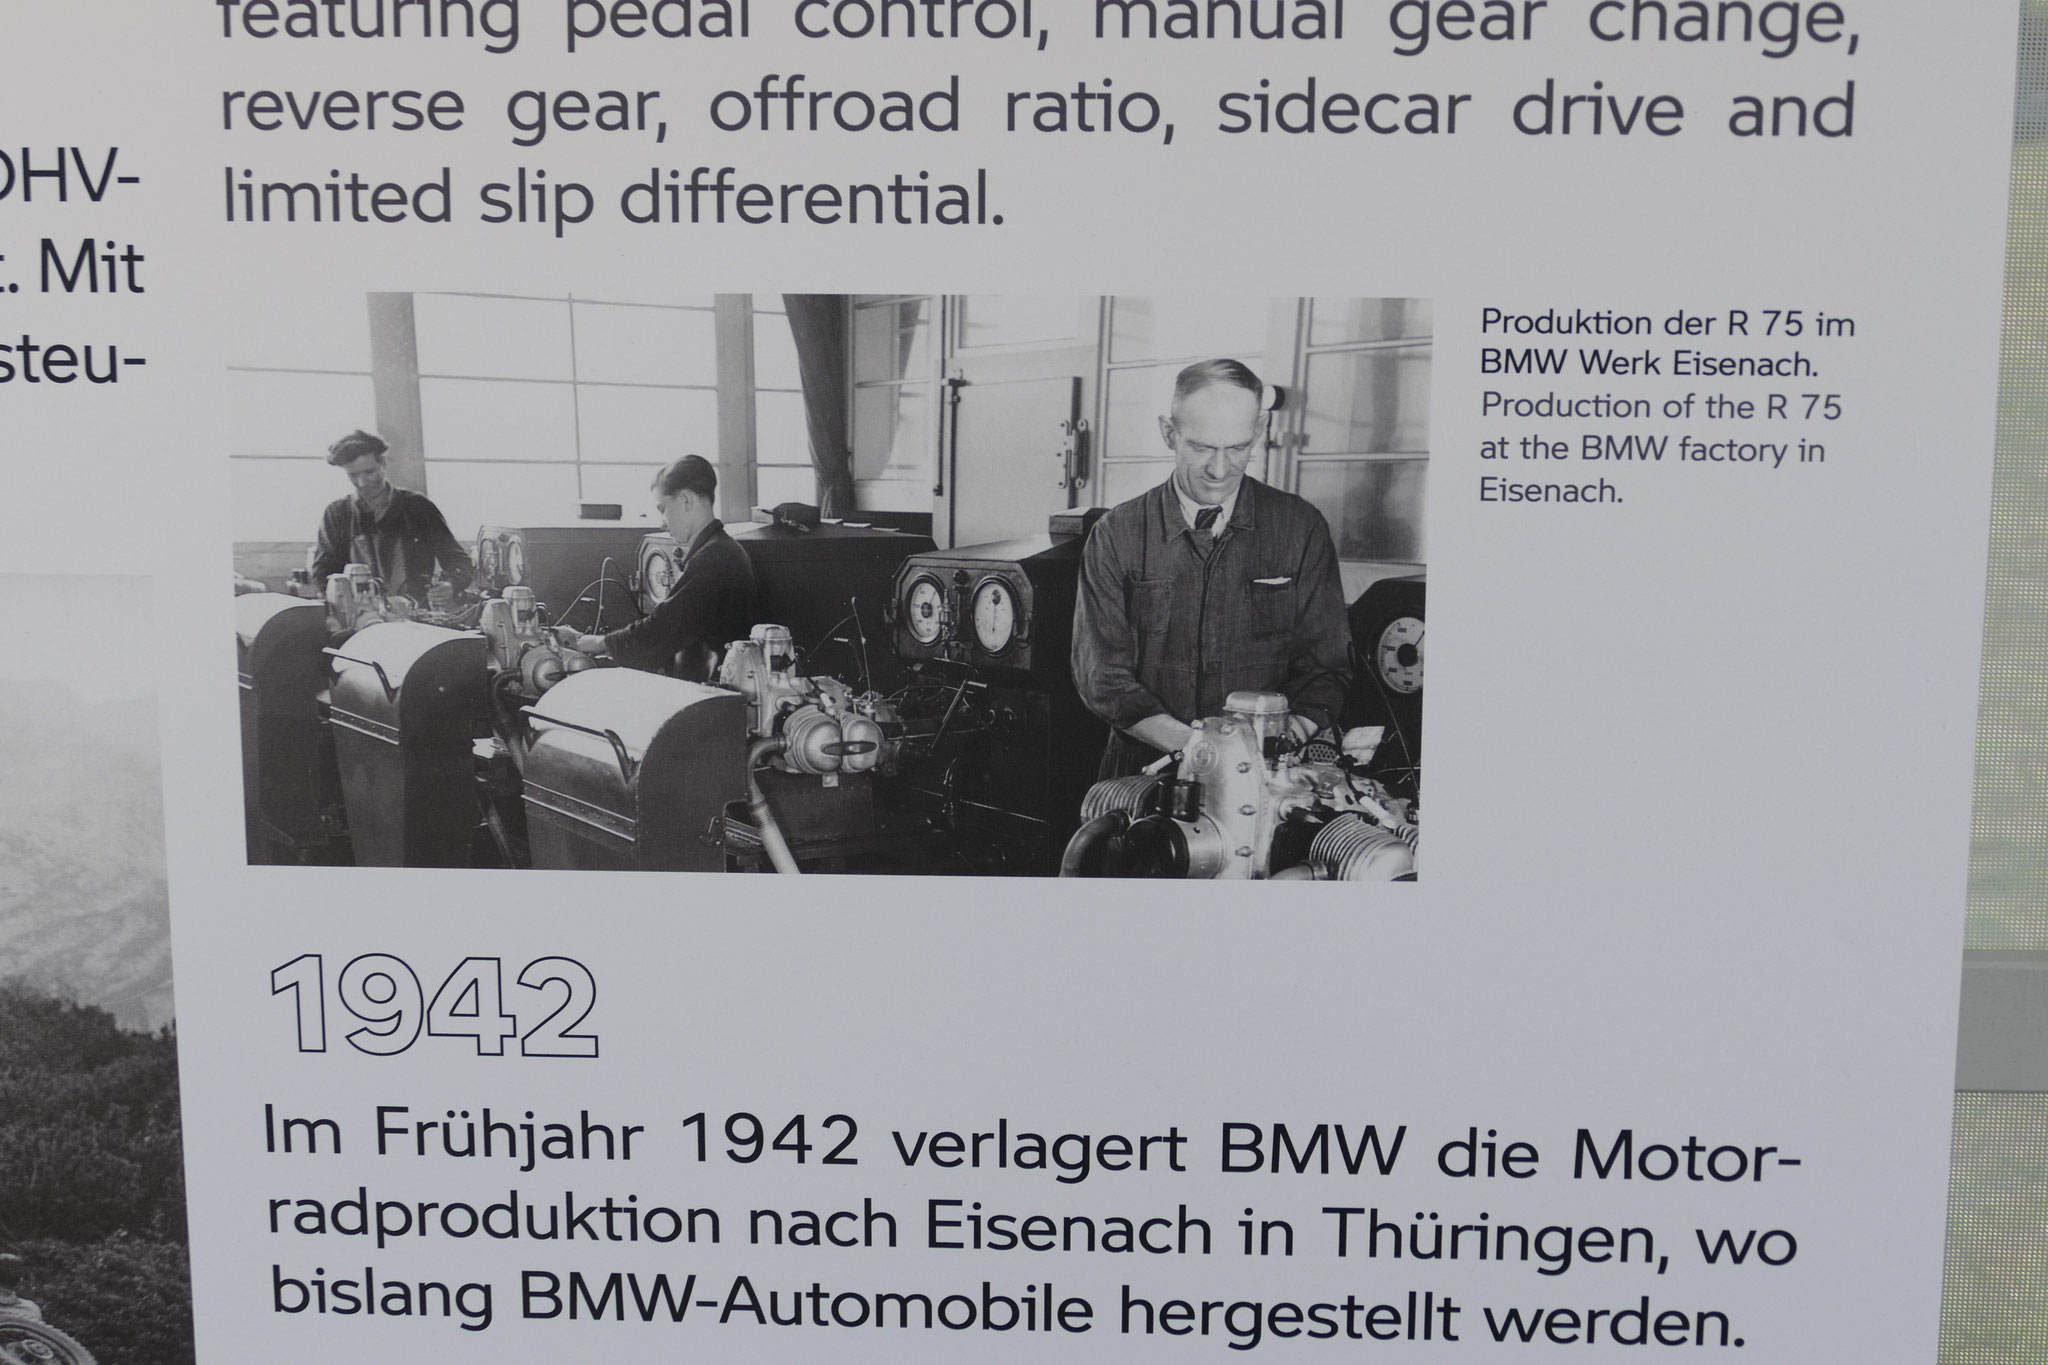 featuring pedal control, manual gear change,
reverse gear, offroad ratio, sidecar drive and
limited slip differential.
OHV-
t. Mit
steu-
Produktion der R 75 im
BMW Werk Eisenach.
Production of the R 75
at the BMW factory in
Eisenach.
1942
Im Frühjahr 1942 verlagert BMW die Motor-
radproduktion nach Eisenach in Thüringen, wo
bislang BMW-Automobile hergestellt werden.